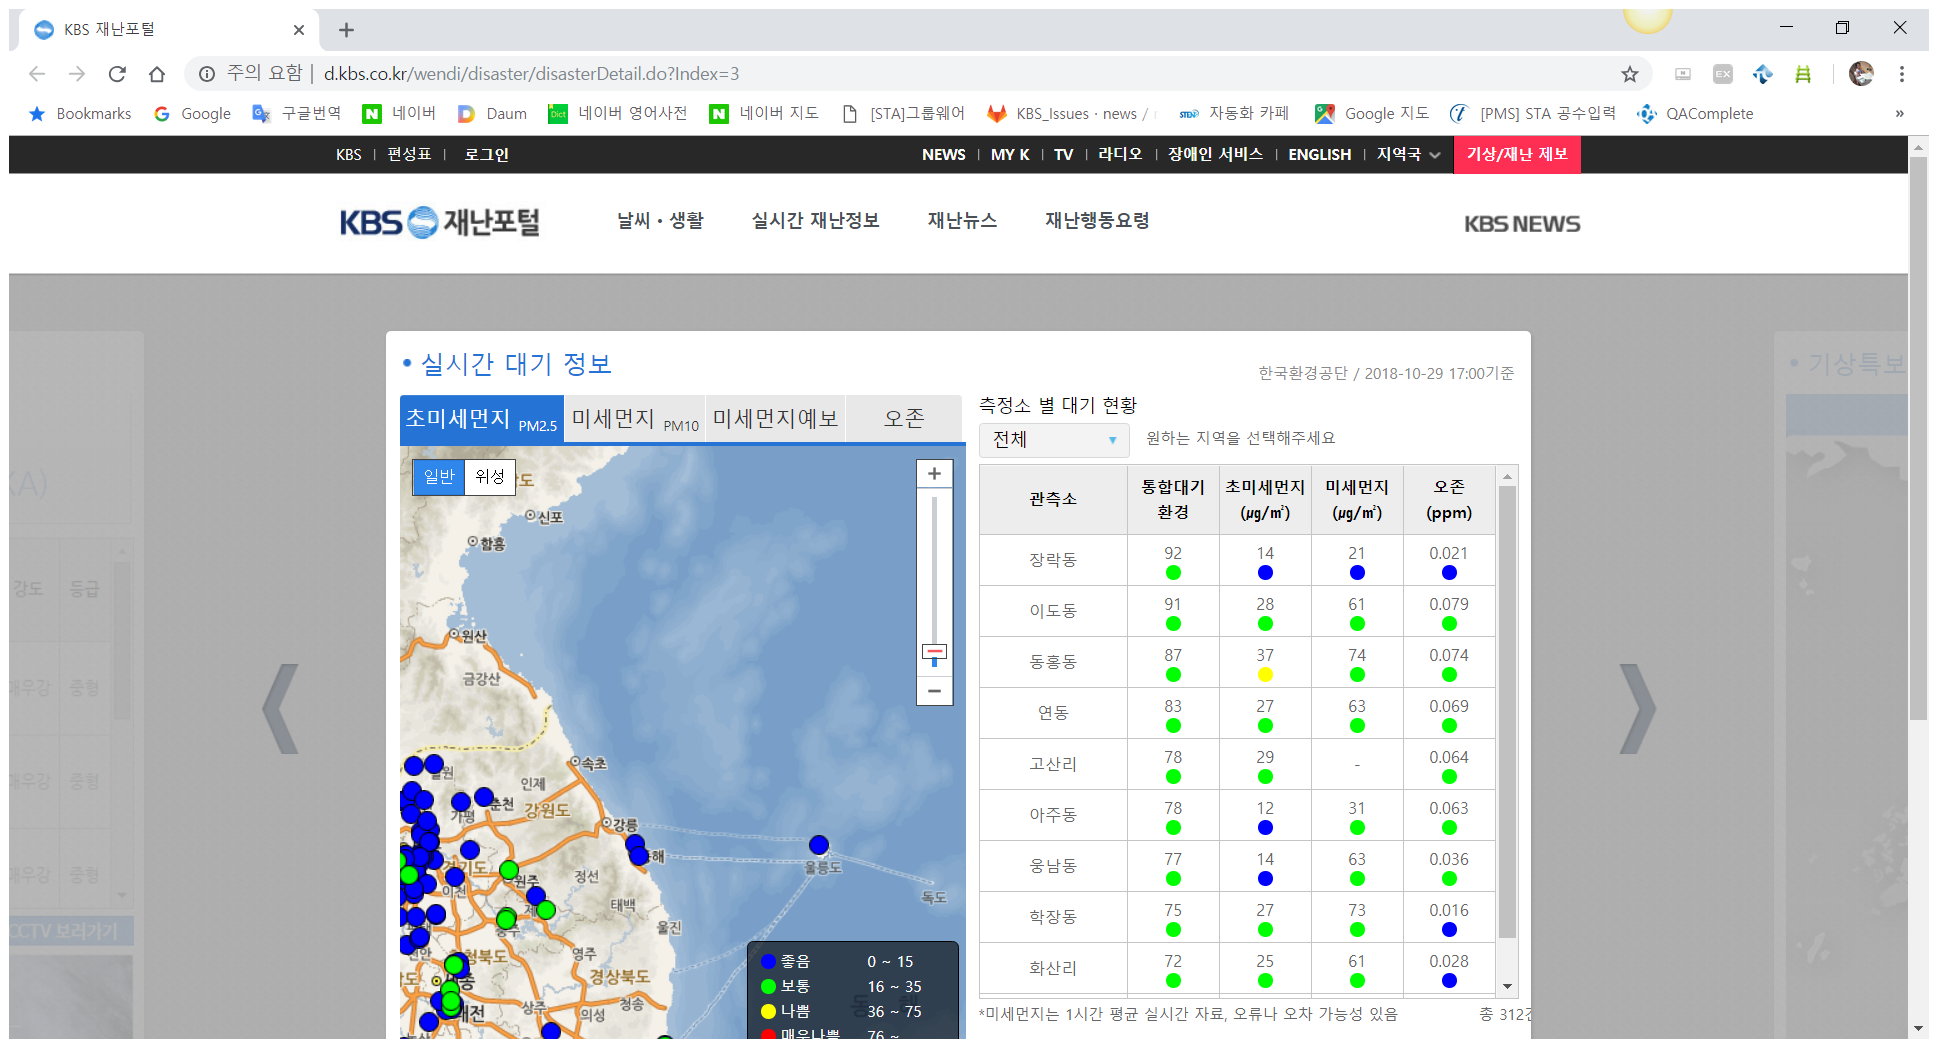 KBS 재난포털
주의 요함 | d.kbs.co.kr/wendi/disaster/disasterDetail.do?Index=3
Bookmarks Google 구글번역 네이버 Daum 네이버 영어사전 네이버 지도 [STA]그룹웨어 KBS_Issues · news / 자동화 카페 Google 지도 [PMS] STA 공수입력 QAComplete »
KBS | 편성표 | 로그인 NEWS | MY K | TV | 라디오 | 장애인 서비스 | ENGLISH | 지역국 기상/재난 제보
KBS 재난포털 날씨・생활 실시간 재난정보 재난뉴스 재난행동요령 KBS NEWS
• 실시간 대기 정보
한국환경공단 / 2018-10-29 17:00기준
• 기상특보
초미세먼지 PM2.5 미세먼지 PM10 미세먼지예보 오존
측정소 별 대기 현황
전체 원하는 지역을 선택해주세요
일반 위성
관측소 통합대기 환경 초미세먼지 (㎍/㎥) 미세먼지 (㎍/㎥) 오존 (ppm)
장락동 92 14 21 0.021
이도동 91 28 61 0.079
동홍동 87 37 74 0.074
연동 83 27 63 0.069
고산리 78 29 - 0.064
아주동 78 12 31 0.063
웅남동 77 14 63 0.036
학장동 75 27 73 0.016
화산리 72 25 61 0.028
*미세먼지는 1시간 평균 실시간 자료, 오류나 오차 가능성 있음 총 312
신포
함흥
원산
금강산
속초
인제
춘천
강원도
가평
강릉
경기도
원주
이천
정선
태백
울진
울릉도
독도
영주
경상북도
상주
의성
청송
좋음 0 ~ 15
보통 16 ~ 35
나쁨 36 ~ 75
매우나쁨 76 ~
강도 등급
매우강 중형
매우강 중형
매우강 중형
CCTV 보러가기